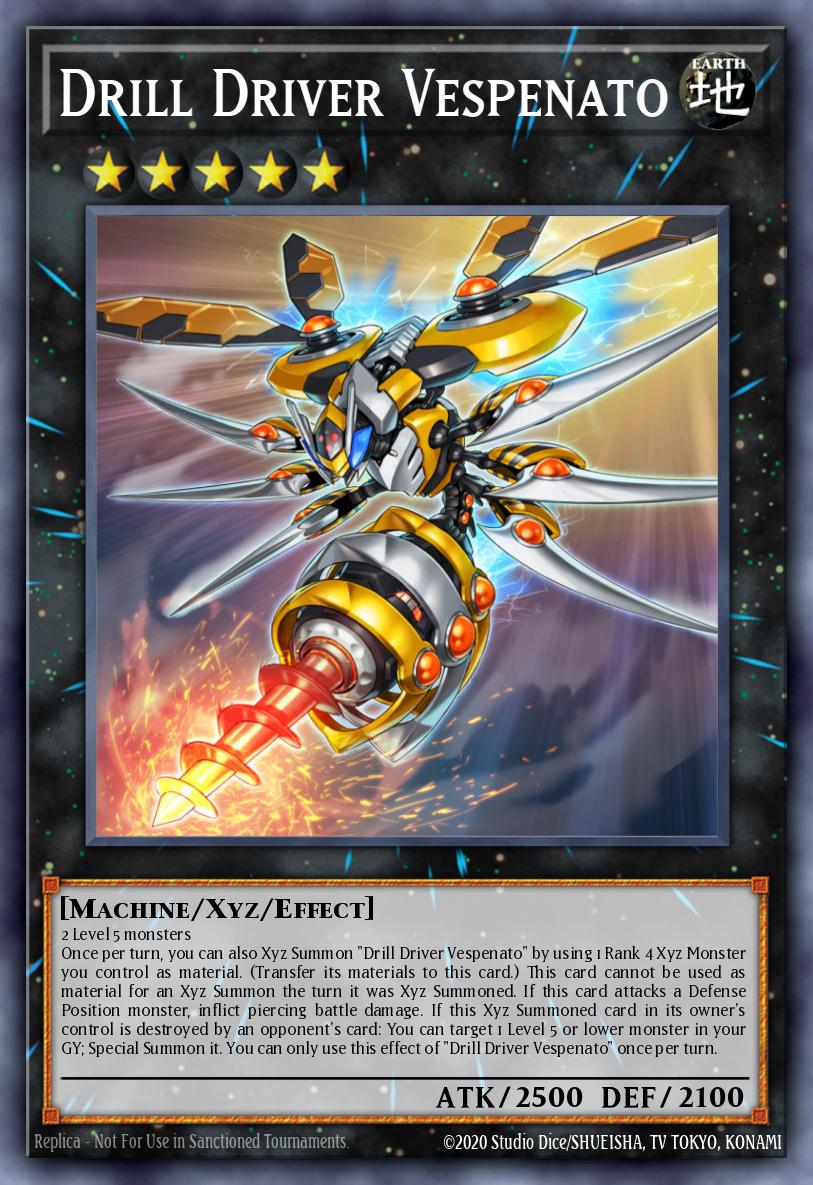 Drill Driver Vespenato
EARTH
地
[Machine/Xyz/Effect]
2 Level 5 monsters
Once per turn, you can also Xyz Summon "Drill Driver Vespenato" by using 1 Rank 4 Xyz Monster
you control as material. (Transfer its materials to this card.) This card cannot be used as
material for an Xyz Summon the turn it was Xyz Summoned. If this card attacks a Defense
Position monster, inflict piercing battle damage. If this Xyz Summoned card in its owner's
control is destroyed by an opponent's card: You can target 1 Level 5 or lower monster in your
GY; Special Summon it. You can only use this effect of "Drill Driver Vespenato" once per turn.
ATK/2500 DEF/2100
Replica - Not For Use in Sanctioned Tournaments.
©2020 Studio Dice/SHUEISHA, TV TOKYO, KONAMI